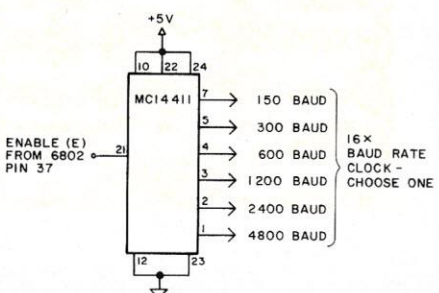 +5V
10 22 24
MC14411
7 150 BAUD
5 300 BAUD
4 600 BAUD
3 1200 BAUD
2 2400 BAUD
1 4800 BAUD
ENABLE (E)
FROM 6802
PIN 37
21
16×
BAUD RATE
CLOCK –
CHOOSE ONE
12 23